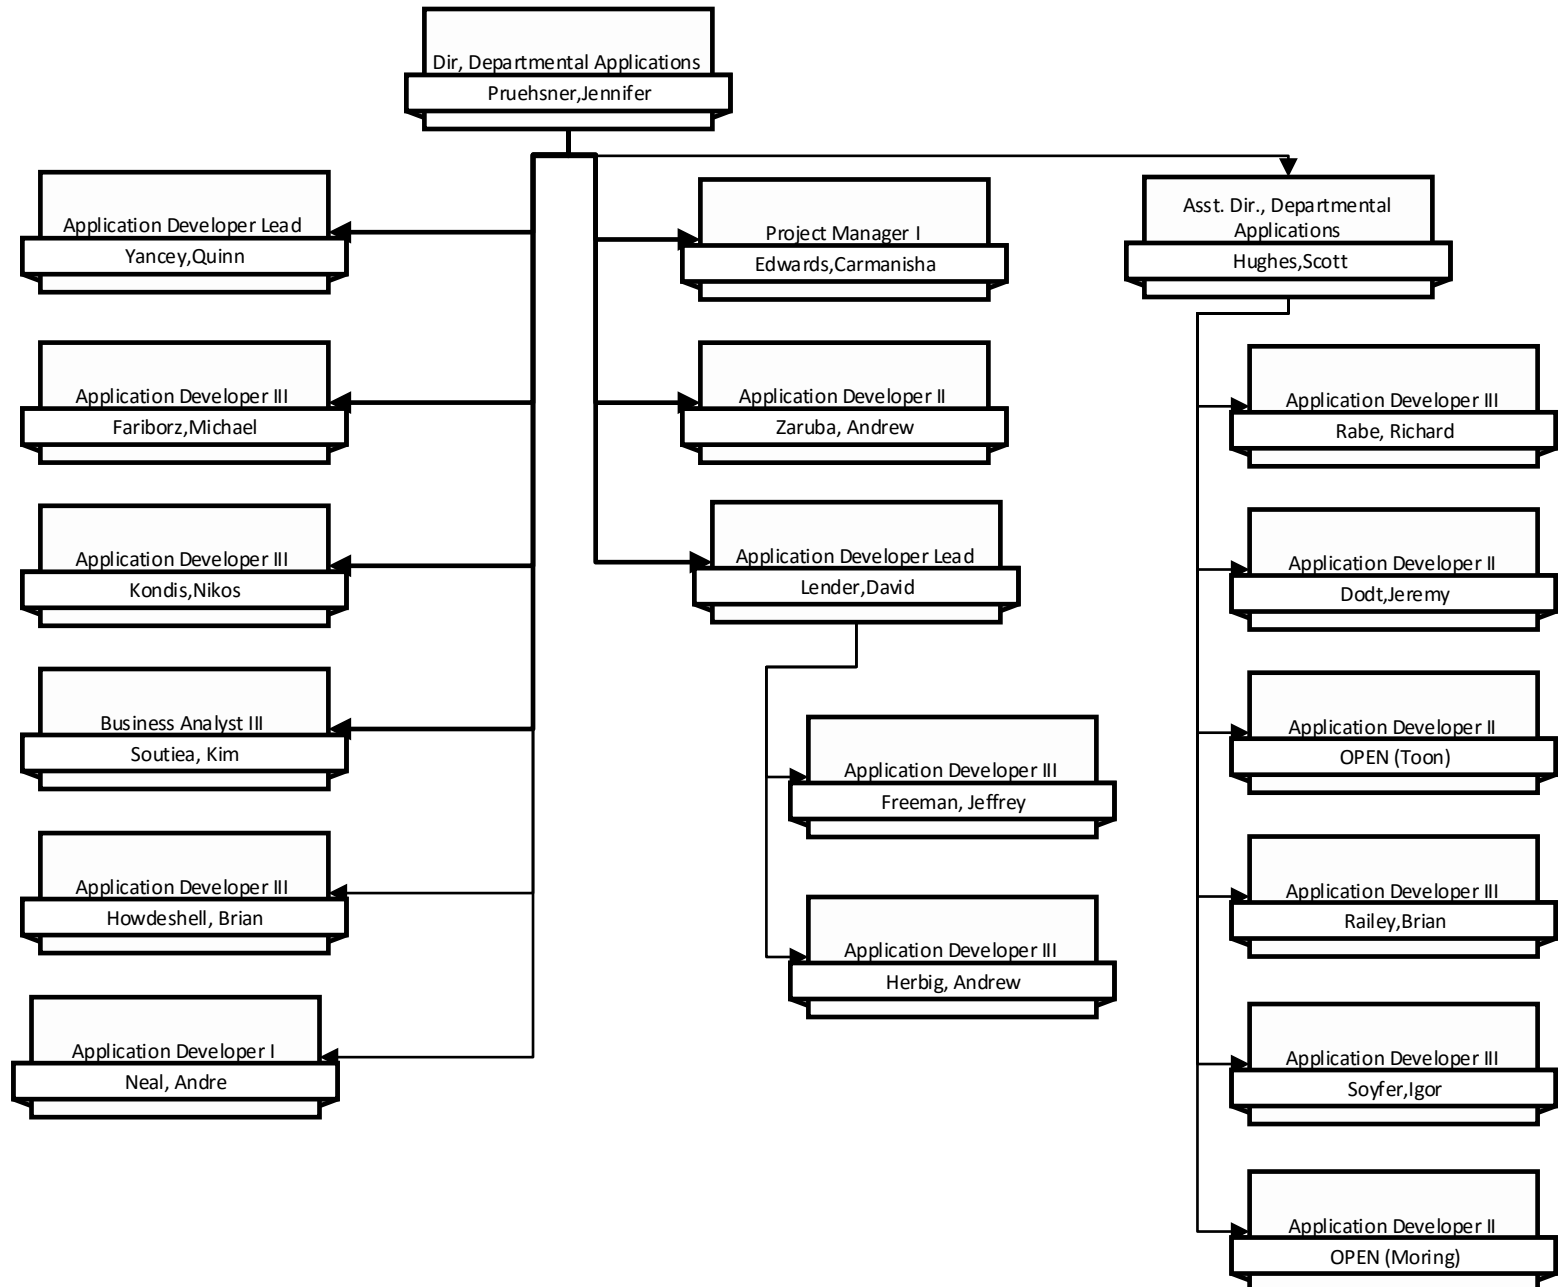 Dir, Departmental Applications
Pruehsner,Jennifer
Application Developer Lead
Yancey,Quinn
Application Developer III
Fariborz,Michael
Application Developer III
Kondis,Nikos
Business Analyst III
Soutiea, Kim
Application Developer III
Howdeshell, Brian
Application Developer I
Neal, Andre
Project Manager I
Edwards,Carmanisha
Application Developer II
Zaruba, Andrew
Application Developer Lead
Lender,David
Application Developer III
Freeman, Jeffrey
Application Developer III
Herbig, Andrew
Asst. Dir., Departmental
Applications
Hughes,Scott
Application Developer III
Rabe, Richard
Application Developer II
Dodt,Jeremy
Application Developer II
OPEN (Toon)
Application Developer III
Railey,Brian
Application Developer III
Soyfer,Igor
Application Developer II
OPEN (Moring)